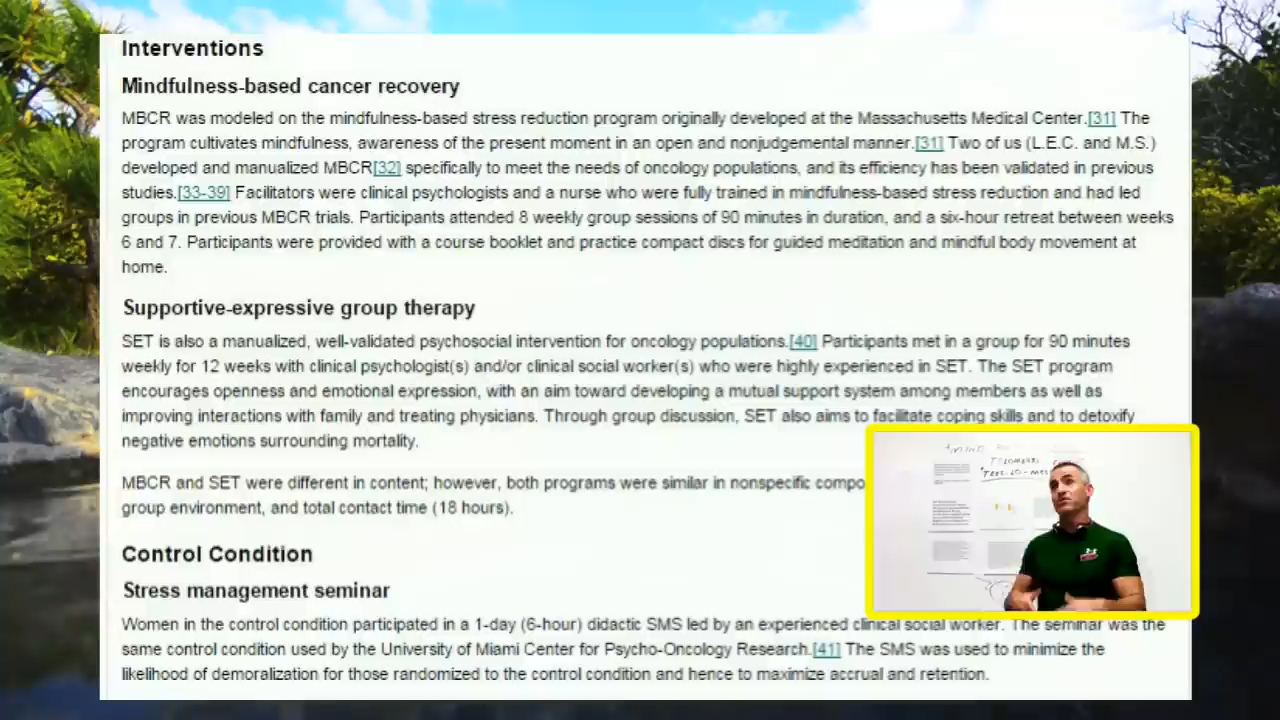 Interventions
Mindfulness-based cancer recovery
MBCR was modeled on the mindfulness-based stress reduction program originally developed at the Massachusetts Medical Center.[31] The
program cultivates mindfulness, awareness of the present moment in an open and nonjudgemental manner.[31] Two of us (L.E.C. and M.S.)
developed and manualized MBCR[32] specifically to meet the needs of oncology populations, and its efficiency has been validated in previous
studies.[33-39] Facilitators were clinical psychologists and a nurse who were fully trained in mindfulness-based stress reduction and had led
groups in previous MBCR trials. Participants attended 8 weekly group sessions of 90 minutes in duration, and a six-hour retreat between weeks
6 and 7. Participants were provided with a course booklet and practice compact discs for guided meditation and mindful body movement at
home.
Supportive-expressive group therapy
SET is also a manualized, well-validated psychosocial intervention for oncology populations.[40] Participants met in a group for 90 minutes
weekly for 12 weeks with clinical psychologist(s) and/or clinical social worker(s) who were highly experienced in SET. The SET program
encourages openness and emotional expression, with an aim toward developing a mutual support system among members as well as
improving interactions with family and treating physicians. Through group discussion, SET also aims to facilitate coping skills and to detoxify
negative emotions surrounding mortality.
MBCR and SET were different in content; however, both programs were similar in nonspecific compo
group environment, and total contact time (18 hours).
MIND
Control Condition
Stress management seminar
Women in the control condition participated in a 1-day (6-hour) didactic SMS led by an experienced clinical social worker. The seminar was the
same control condition used by the University of Miami Center for Psycho-Oncology Research.[41] The SMS was used to minimize the
likelihood of demoralization for those randomized to the control condition and hence to maximize accrual and retention.